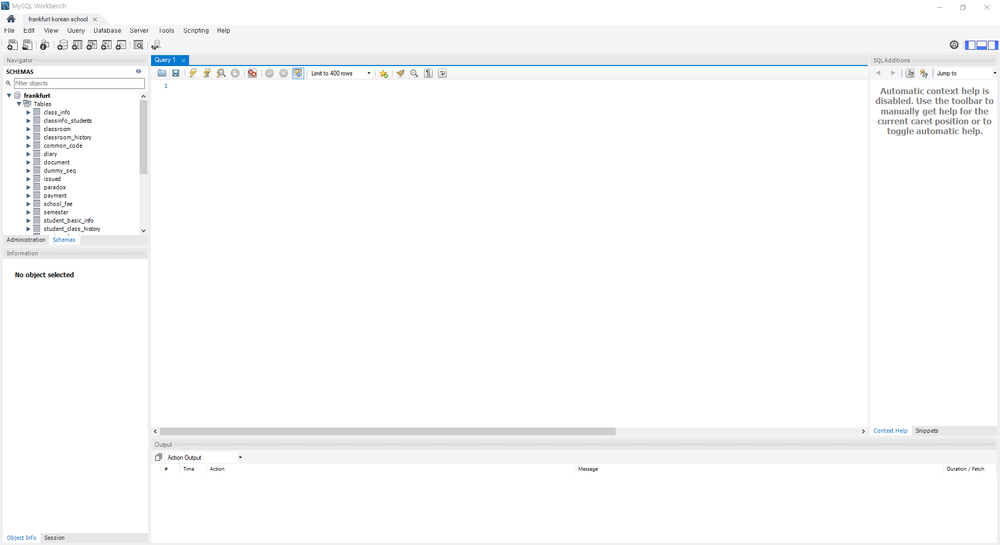 MySQL Workbench
frankfurt korean school
File Edit View Query Database Server Tools Scripting Help
Navigator
SCHEMAS
Filter objects
frankfurt
Tables
class_info
classinfo_students
classroom
classroom_history
common_code
diary
document
dummy_seq
issued
paradox
payment
school_fee
semester
student_basic_info
student_class_history
Administration Schemas
Information
No object selected
Object Info Session
Query 1
Limit to 400 rows
1
Output
Action Output
# Time Action Message Duration / Fetch
SQLAdditions
Jump to
Automatic context help is
disabled. Use the toolbar to
manually get help for the
current caret position or to
toggle automatic help.
Context Help Snippets